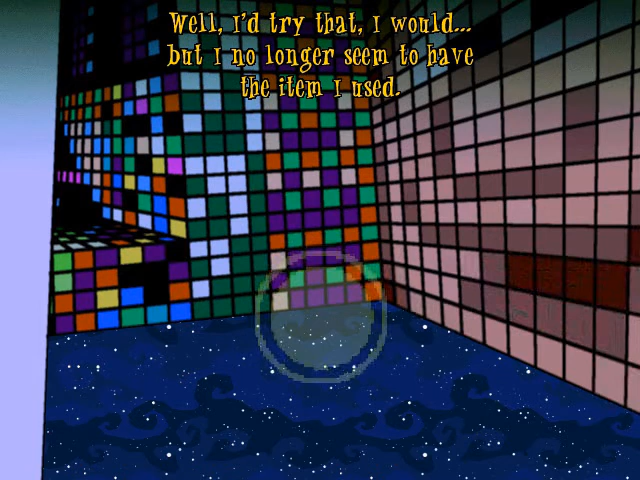 Well, I'd try that, I would...
but I no longer seem to have
the item I used.